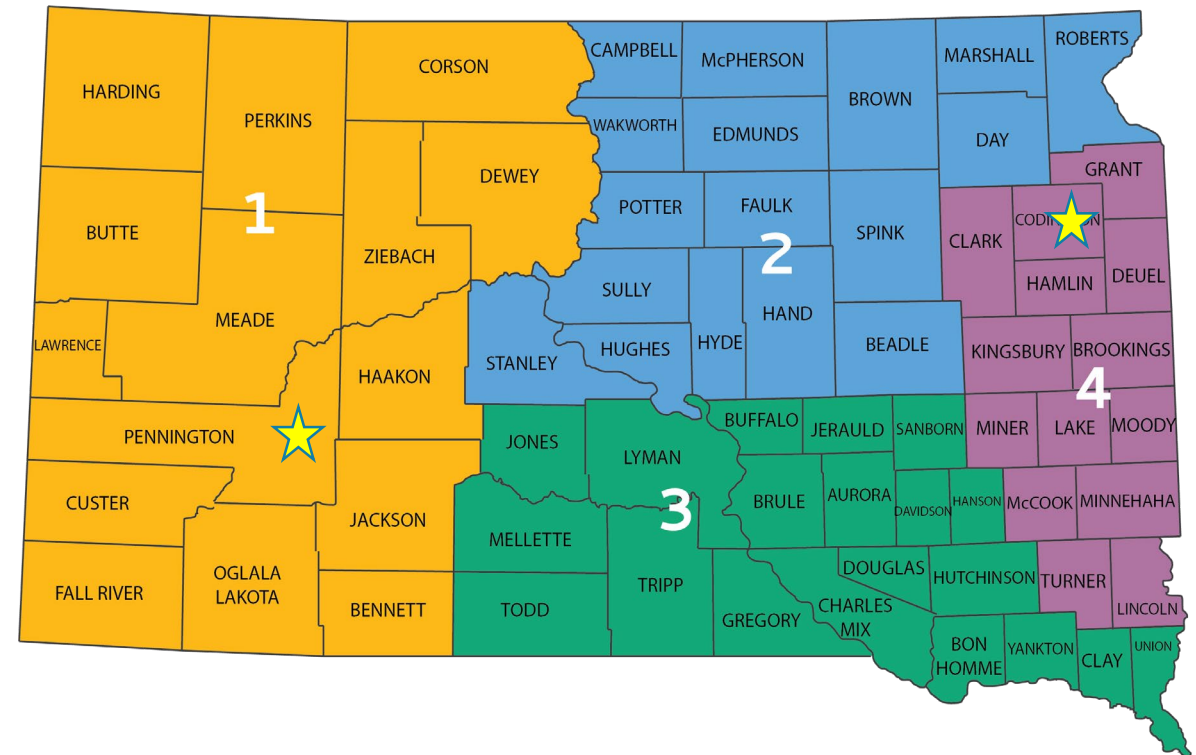 HARDING
PERKINS
CORSON
CAMPBELL
McPHERSON
BROWN
MARSHALL
ROBERTS
WAKWORTH
EDMUNDS
DAY
DEWEY
GRANT
BUTTE
1
ZIEBACH
POTTER
FAULK
2
SPINK
CLARK
HAMLIN
DEUEL
MEADE
SULLY
HAND
LAWRENCE
HAAKON
STANLEY
HUGHES
HYDE
BEADLE
KINGSBURY
BROOKINGS
4
PENNINGTON
JONES
LYMAN
BUFFALO
JERAULD
SANBORN
MINER
LAKE
MOODY
CUSTER
JACKSON
3
BRULE
AURORA
DAVIDSON
HANSON
McCOOK
MINNEHAHA
FALL RIVER
OGLALA
LAKOTA
BENNETT
MELLETTE
TODD
TRIPP
GREGORY
CHARLES
MIX
DOUGLAS
HUTCHINSON
TURNER
LINCOLN
BON
HOMME
YANKTON
CLAY
UNION